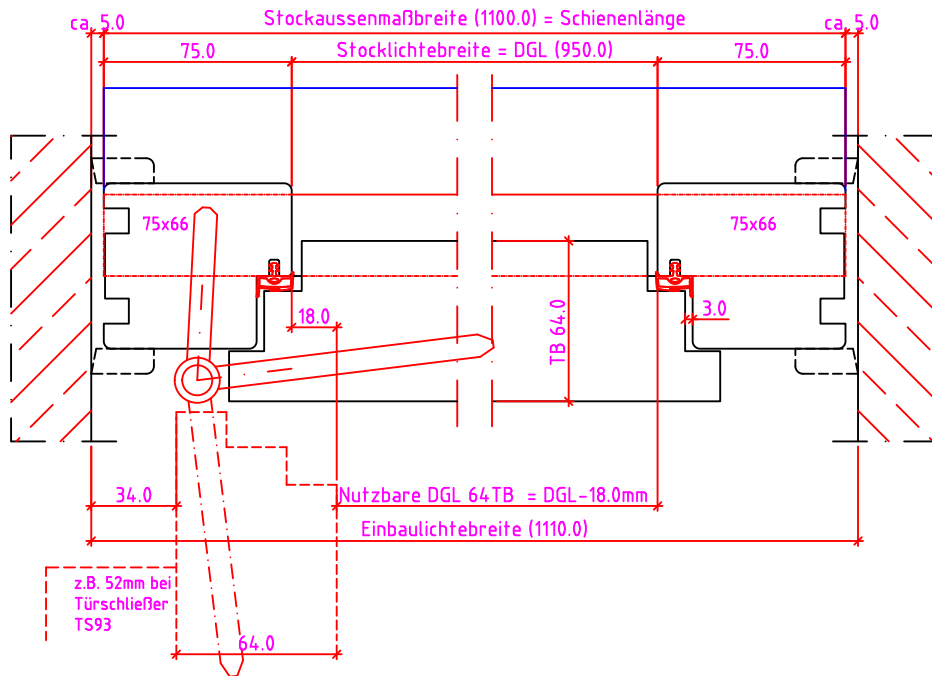 Stockaussenmaßbreite (1100.0) = Schienenlänge
ca. 5.0
ca. 5.0
75.0
Stocklichtebreite = DGL (950.0)
75.0
75x66
75x66
18.0
TB 64.0
3.0
34.0
Nutzbare DGL 64TB = DGL-18.0mm
Einbaulichtebreite (1110.0)
z.B. 52mm bei
Türschließer
TS93
64.0